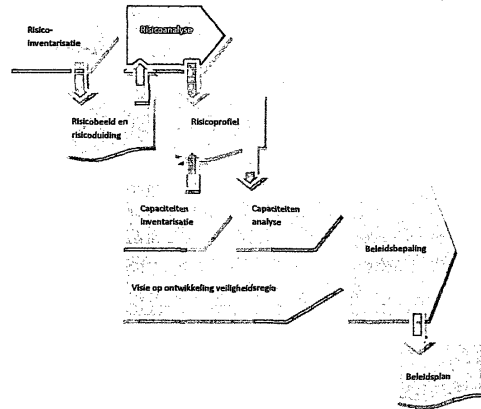 Risico-
inventarisatie
Risicoanalyse
Risicobeeld en
risicoduiding
Risicoprofiel
Capaciteiten
inventarisatie
Capaciteiten
analyse
Beleidsbepaling
Visie op ontwikkeling veiligheidsregio
Beleidsplan